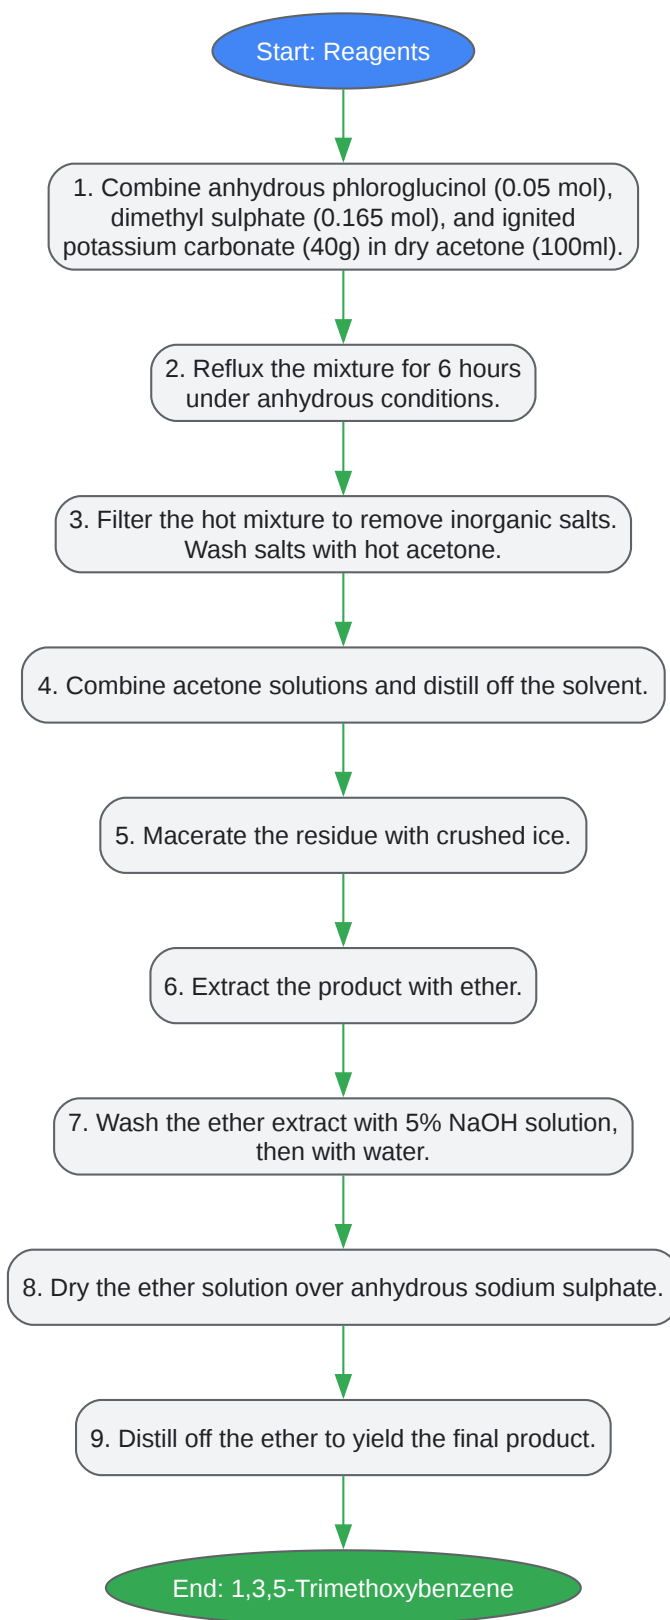 Start: Reagents
1. Combine anhydrous phloroglucinol (0.05 mol),
dimethyl sulphate (0.165 mol), and ignited
potassium carbonate (40g) in dry acetone (100ml).
2. Reflux the mixture for 6 hours
under anhydrous conditions.
3. Filter the hot mixture to remove inorganic salts.
Wash salts with hot acetone.
4. Combine acetone solutions and distill off the solvent.
5. Macerate the residue with crushed ice.
6. Extract the product with ether.
7. Wash the ether extract with 5% NaOH solution,
then with water.
8. Dry the ether solution over anhydrous sodium sulphate.
9. Distill off the ether to yield the final product.
End: 1,3,5-Trimethoxybenzene